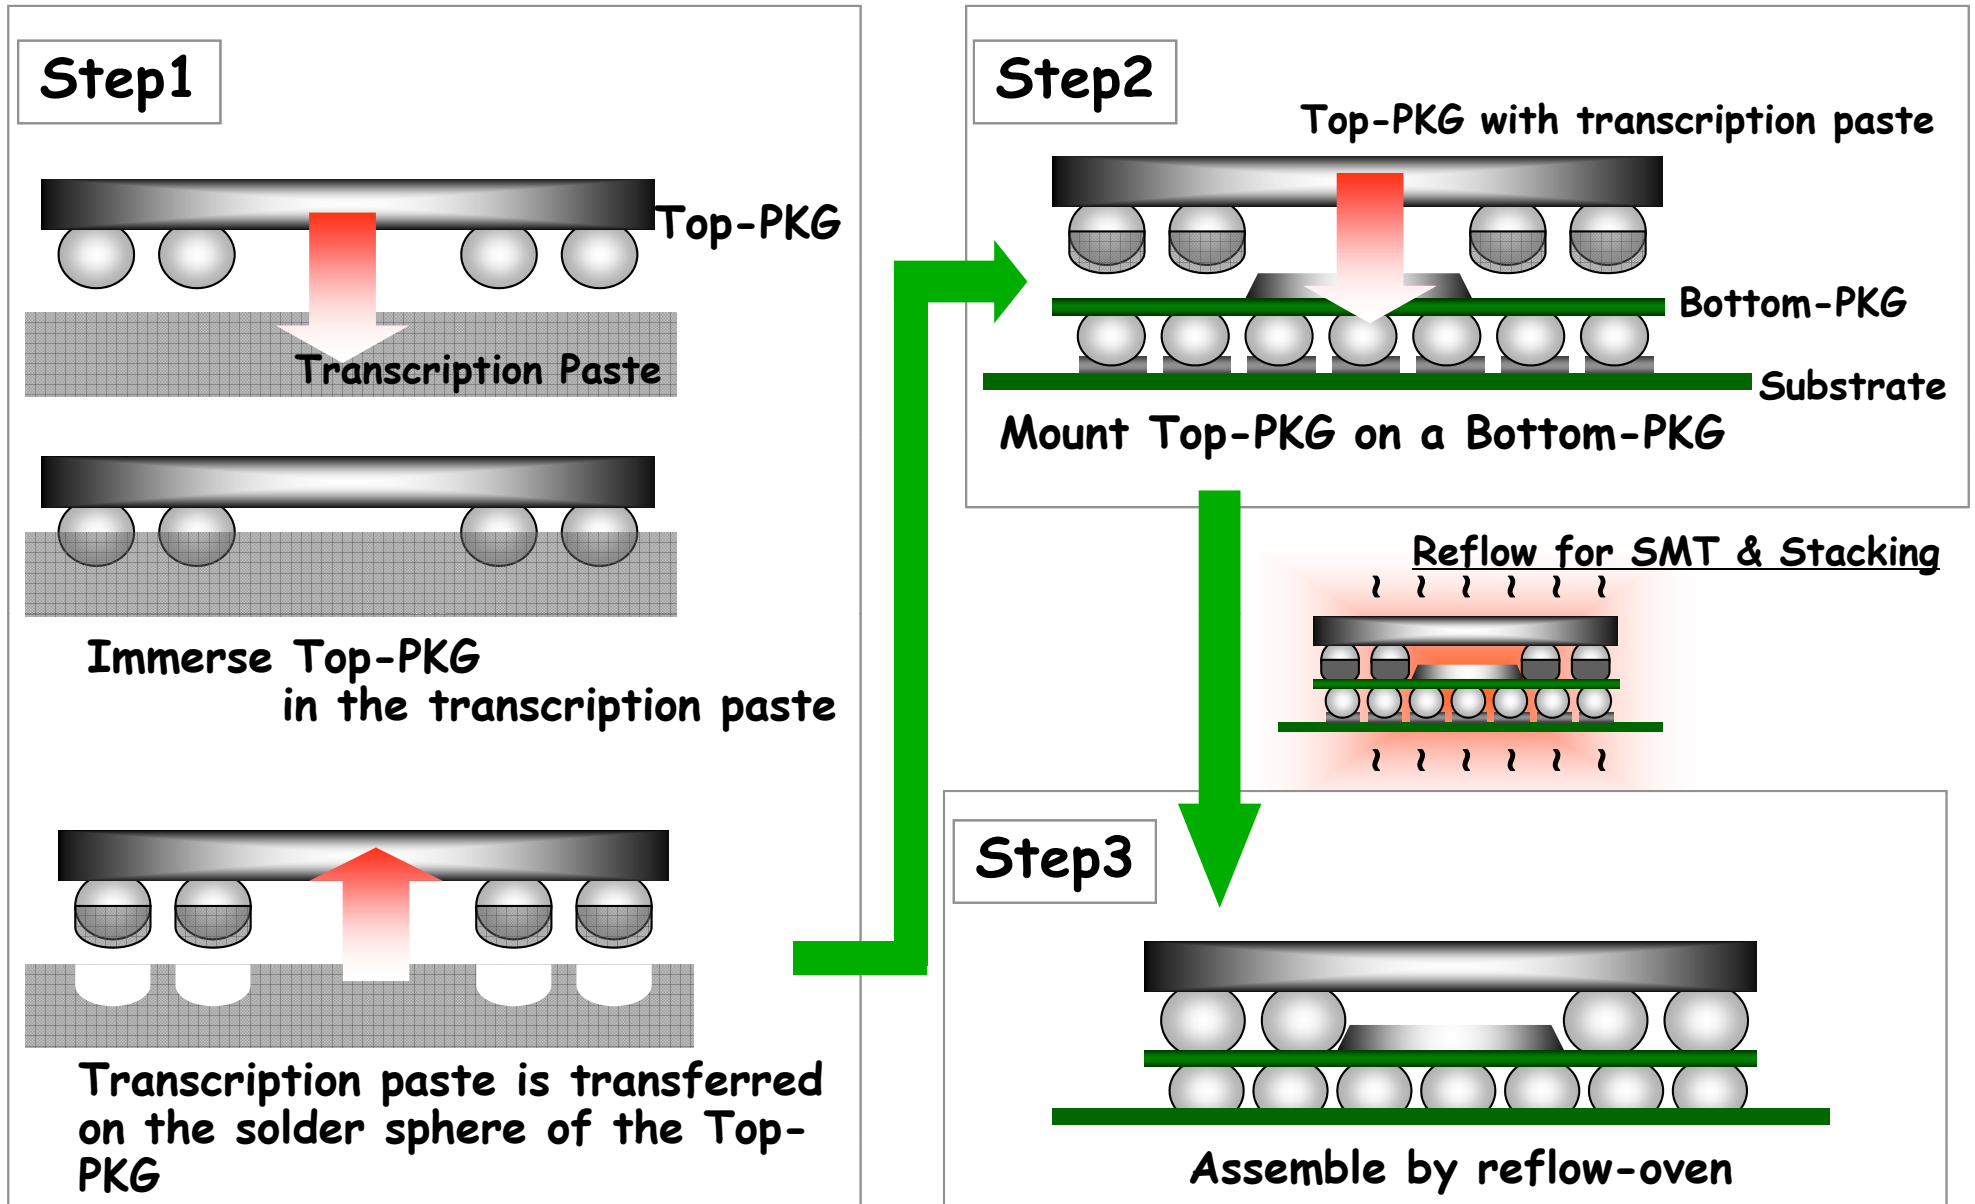 Step1
Top-PKG
Transcription Paste
Immerse Top-PKG
in the transcription paste
Transcription paste is transferred
on the solder sphere of the Top-
PKG
Step2
Top-PKG with transcription paste
Bottom-PKG
Substrate
Mount Top-PKG on a Bottom-PKG
Reflow for SMT & Stacking
Step3
Assemble by reflow-oven